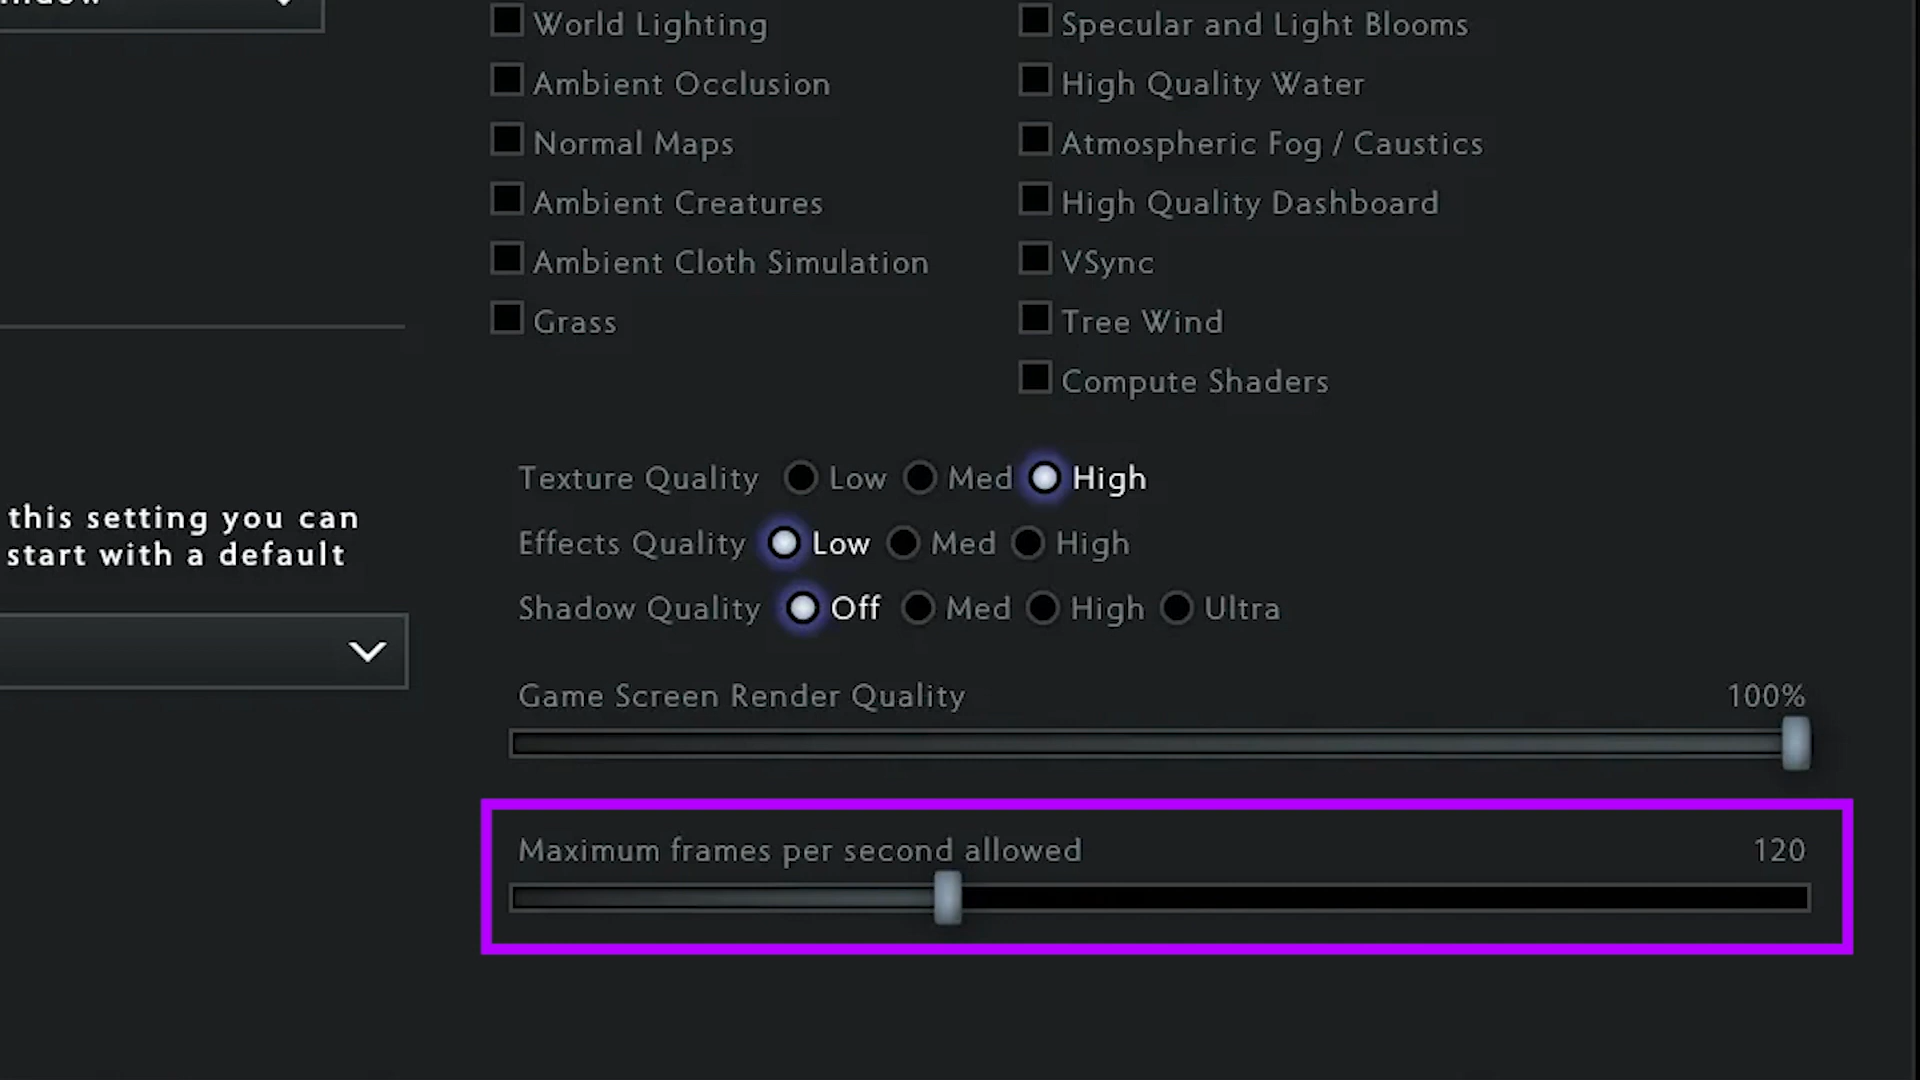 World Lighting
Specular and Light Blooms
Ambient Occlusion
High Quality Water
Normal Maps
Atmospheric Fog / Caustics
Ambient Creatures
High Quality Dashboard
Ambient Cloth Simulation
VSync
Grass
Tree Wind
Compute Shaders
this setting you can
start with a default
Texture Quality Low Med High
Effects Quality Low Med High
Shadow Quality Off Med High Ultra
Game Screen Render Quality 100%
Maximum frames per second allowed 120